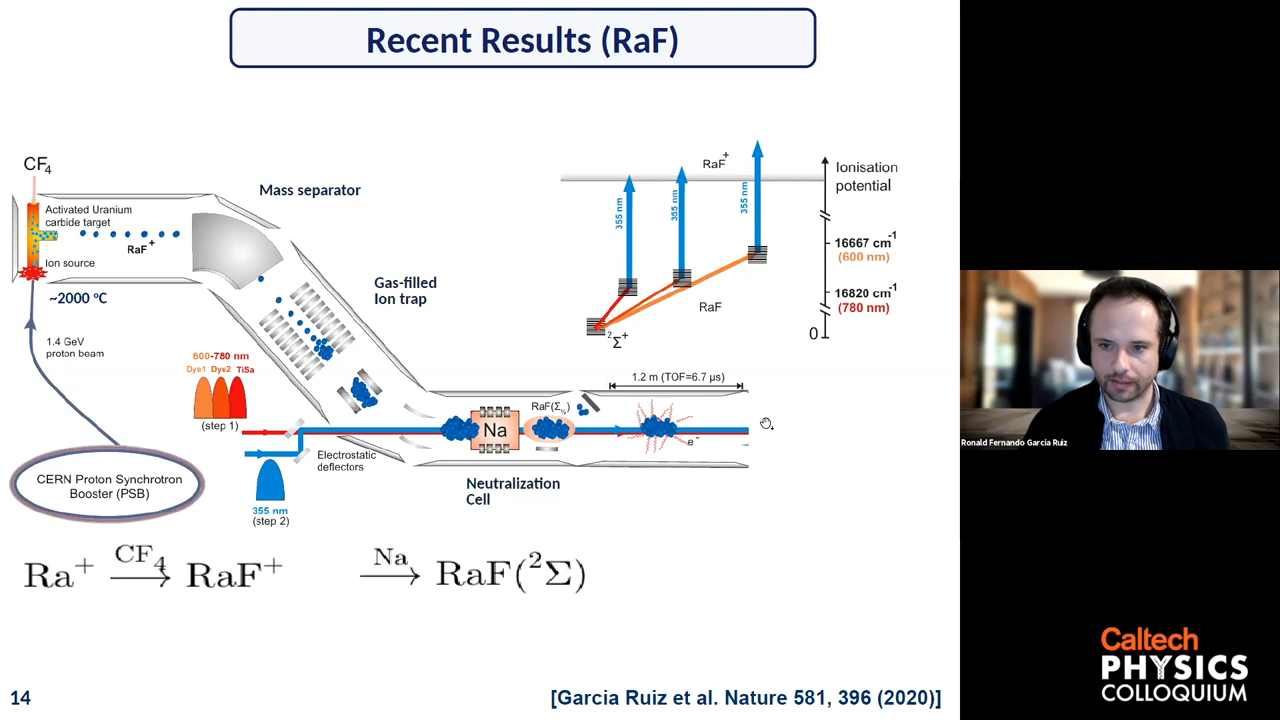 Recent Results (RaF)
CF4
Mass separator
Activated Uranium
carbide target
RaF+
Ion source
~2000 °C
Gas-filled
Ion trap
1.4 GeV
proton beam
600-780 nm
Dye1 Dye2 TiSa
(step 1)
CERN Proton Synchrotron
Booster (PSB)
355 nm
(step 2)
Electrostatic
deflectors
Na
RaF(Σ½)
1.2 m (TOF=6.7 µs)
e-
Neutralization
Cell
RaF+
355 nm
355 nm
355 nm
Ionisation
potential
16667 cm-1
(600 nm)
16820 cm-1
(780 nm)
RaF
2Σ+
0
Ra+ CF4→ RaF+ Na→ RaF(2Σ)
14
[Garcia Ruiz et al. Nature 581, 396 (2020)]
Ronald Fernando Garcia Ruiz
Caltech
PHYSICS
COLLOQUIUM